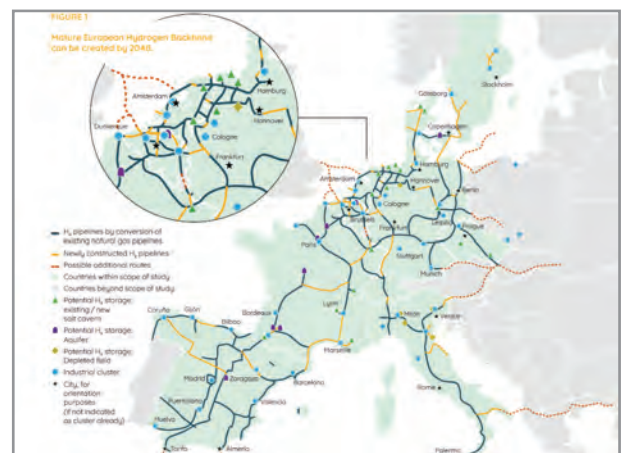 FIGURE 1
Mature European Hydrogen Backbone
can be created by 2040.
Amsterdam
Hamburg
Hannover
Dunkerque
Cologne
Frankfurt
Stockholm
Göteborg
Copenhagen
Hamburg
Amsterdam
Hannover
Berlin
Cologne
Brussels
Leipzig
Frankfurt
Prague
Paris
Stuttgart
Munich
H₂ pipelines by conversion of
existing natural gas pipelines
Newly constructed H₂ pipelines
Possible additional routes
Countries within scope of study
Countries beyond scope of study
Potential H₂ storage:
existing / new
salt cavern
Potential H₂ storage:
Aquifer
Potential H₂ storage:
Depleted field
Industrial cluster
City, for
orientation
purposes
(if not indicated
as cluster already)
Lyon
Milan
Venice
Coruña
Gijón
Bilbao
Bordeaux
Marseille
Madrid
Zaragoza
Barcelona
Rome
Puertollano
Valencia
Huelva
Tarifa
Almería
Palermo